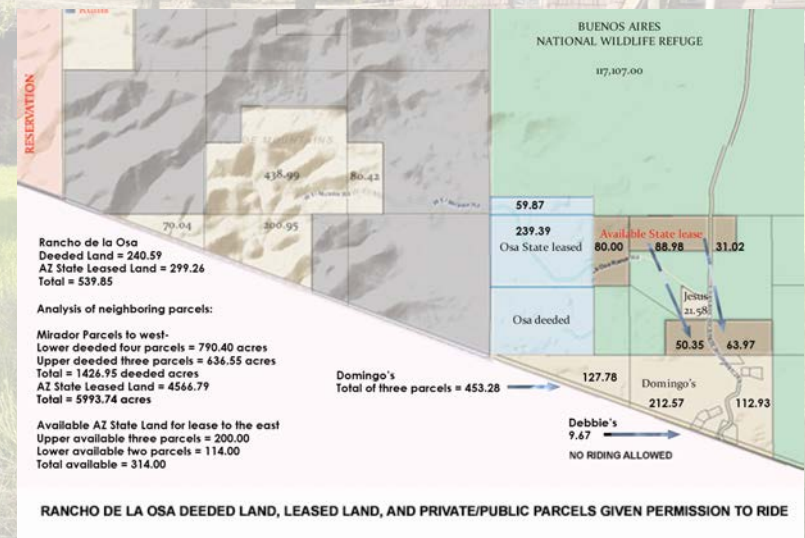 Ruins
RESERVATION
BUENOS AIRES
NATIONAL WILDLIFE REFUGE
117,107.00
438.99
80.42
70.04
200.95
59.87
239.39
Osa State leased
80.00
Available State lease
88.98
31.02
Jesus
21.58
Osa deeded
50.35
63.97
127.78
Domingo's
212.57
112.93
Rancho de la Osa
Deeded Land = 240.59
AZ State Leased Land = 299.26
Total = 539.85
Analysis of neighboring parcels:
Mirador Parcels to west-
Lower deeded four parcels = 790.40 acres
Upper deeded three parcels = 636.55 acres
Total = 1426.95 deeded acres
AZ State Leased Land = 4566.79
Total = 5993.74 acres
Available AZ State Land for lease to the east
Upper available three parcels = 200.00
Lower available two parcels = 114.00
Total available = 314.00
Domingo's
Total of three parcels = 453.28
Debbie's
9.67
NO RIDING ALLOWED
RANCHO DE LA OSA DEEDED LAND, LEASED LAND, AND PRIVATE/PUBLIC PARCELS GIVEN PERMISSION TO RIDE